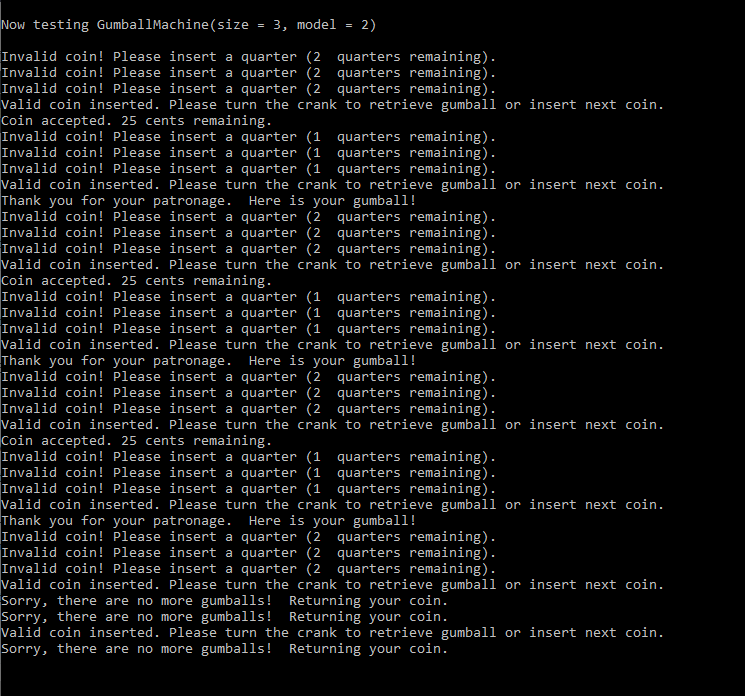 Now testing GumballMachine(size = 3, model = 2)
Invalid coin! Please insert a quarter (2  quarters remaining).
Invalid coin! Please insert a quarter (2  quarters remaining).
Invalid coin! Please insert a quarter (2  quarters remaining).
Valid coin inserted. Please turn the crank to retrieve gumball or insert next coin.
Coin accepted. 25 cents remaining.
Invalid coin! Please insert a quarter (1  quarters remaining).
Invalid coin! Please insert a quarter (1  quarters remaining).
Invalid coin! Please insert a quarter (1  quarters remaining).
Valid coin inserted. Please turn the crank to retrieve gumball or insert next coin.
Thank you for your patronage.  Here is your gumball!
Invalid coin! Please insert a quarter (2  quarters remaining).
Invalid coin! Please insert a quarter (2  quarters remaining).
Invalid coin! Please insert a quarter (2  quarters remaining).
Valid coin inserted. Please turn the crank to retrieve gumball or insert next coin.
Coin accepted. 25 cents remaining.
Invalid coin! Please insert a quarter (1  quarters remaining).
Invalid coin! Please insert a quarter (1  quarters remaining).
Invalid coin! Please insert a quarter (1  quarters remaining).
Valid coin inserted. Please turn the crank to retrieve gumball or insert next coin.
Thank you for your patronage.  Here is your gumball!
Invalid coin! Please insert a quarter (2  quarters remaining).
Invalid coin! Please insert a quarter (2  quarters remaining).
Invalid coin! Please insert a quarter (2  quarters remaining).
Valid coin inserted. Please turn the crank to retrieve gumball or insert next coin.
Coin accepted. 25 cents remaining.
Invalid coin! Please insert a quarter (1  quarters remaining).
Invalid coin! Please insert a quarter (1  quarters remaining).
Invalid coin! Please insert a quarter (1  quarters remaining).
Valid coin inserted. Please turn the crank to retrieve gumball or insert next coin.
Thank you for your patronage.  Here is your gumball!
Invalid coin! Please insert a quarter (2  quarters remaining).
Invalid coin! Please insert a quarter (2  quarters remaining).
Invalid coin! Please insert a quarter (2  quarters remaining).
Valid coin inserted. Please turn the crank to retrieve gumball or insert next coin.
Sorry, there are no more gumballs!  Returning your coin.
Sorry, there are no more gumballs!  Returning your coin.
Valid coin inserted. Please turn the crank to retrieve gumball or insert next coin.
Sorry, there are no more gumballs!  Returning your coin.